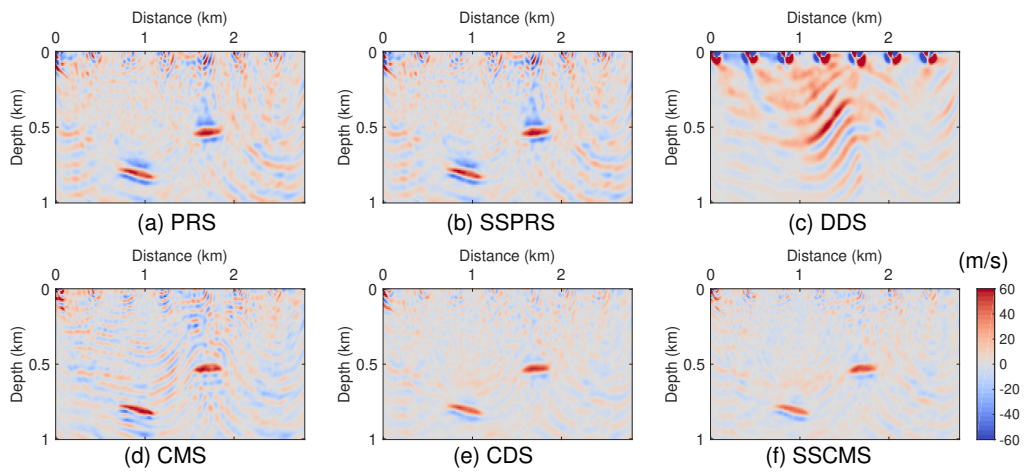 Distance (km) Distance (km) Distance (km)
0 1 2 0 1 2 0 1 2
0 0 0
Depth (km) Depth (km) Depth (km)
0.5 0.5 0.5
1 1 1
(a) PRS (b) SSPRS (c) DDS
Distance (km) Distance (km) Distance (km)
0 1 2 0 1 2 0 1 2
(m/s)
0 0 0
Depth (km) Depth (km) Depth (km)
0.5 0.5 0.5
1 1 1
60
40
20
0
-20
-40
-60
(d) CMS (e) CDS (f) SSCMS